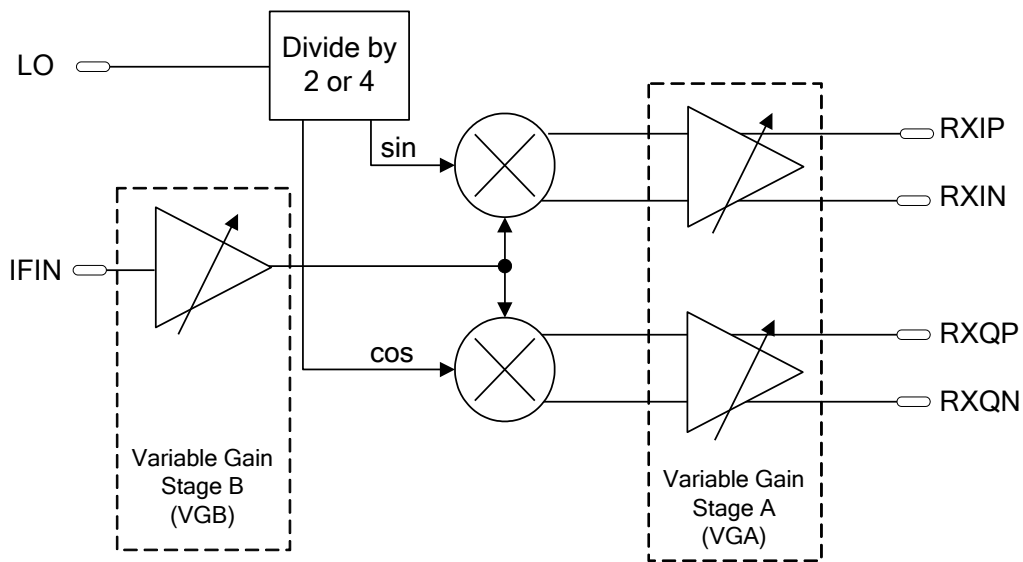 LO
Divide by
2 or 4
sin
RXIP
RXIN
IFIN
cos
RXQP
RXQN
Variable Gain
Stage B
(VGB)
Variable Gain
Stage A
(VGA)